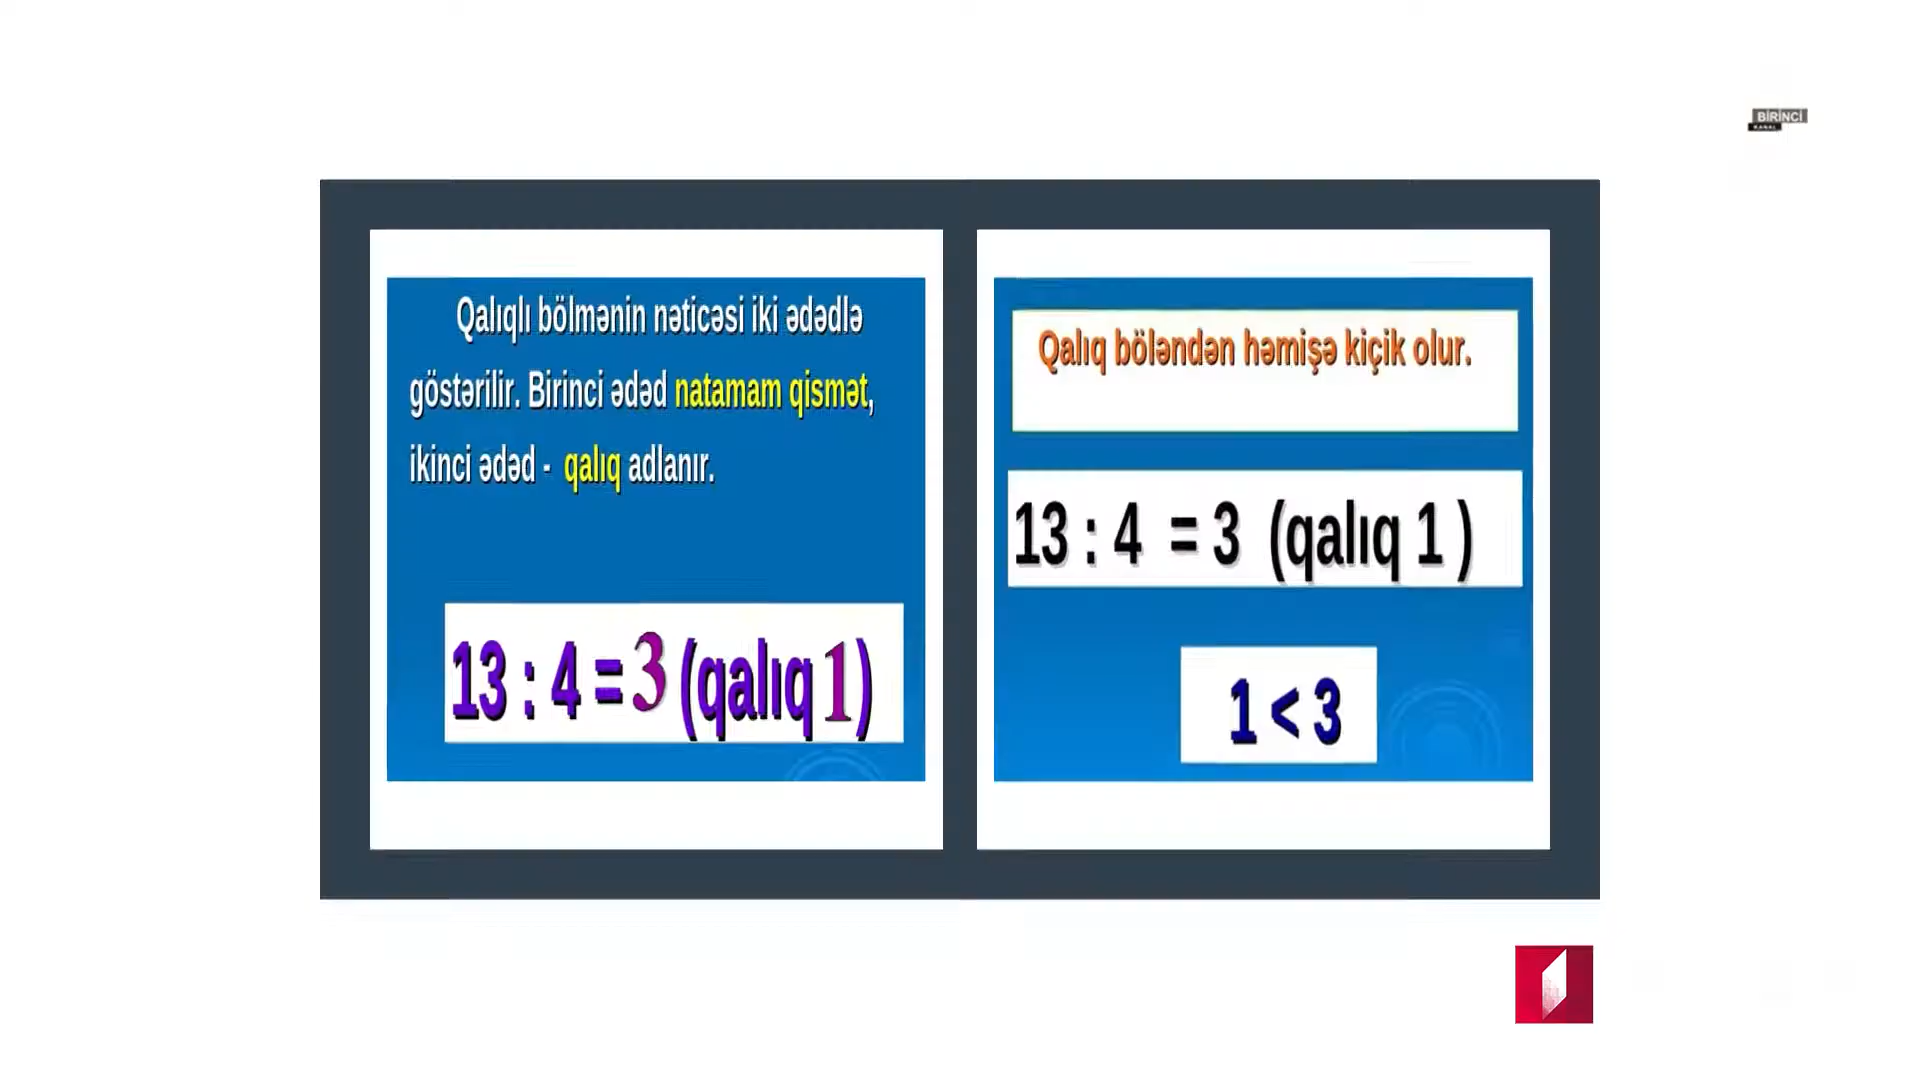 BİRİNCİ
KANAL
Qalıqlı bölmənin nəticəsi iki ədədlə
göstərilir. Birinci ədəd natamam qismət,
ikinci ədəd - qalıq adlanır.
13 : 4 = 3 (qalıq 1)
Qalıq böləndən həmişə kiçik olur.
13 : 4 = 3 (qalıq 1 )
1 < 3